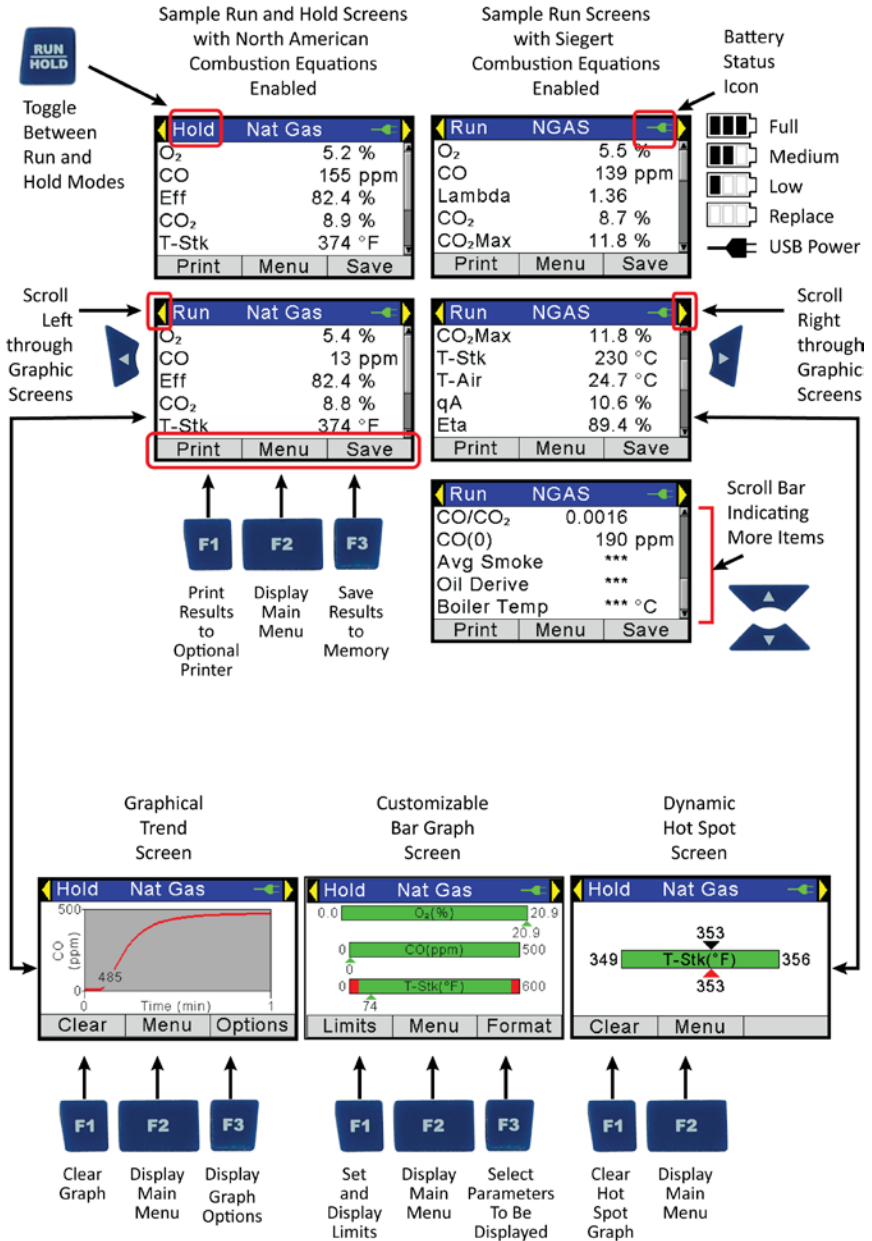 Sample Run and Hold Screens
with North American
Combustion Equations
Enabled
Sample Run Screens
with Siegert
Combustion Equations
Enabled
Battery
Status
Icon
RUN
HOLD
Toggle
Between
Run and
Hold Modes
Hold Nat Gas
O₂ 5.2 %
CO 155 ppm
Eff 82.4 %
CO₂ 8.9 %
T-Stk 374 °F
Print Menu Save
Run NGAS
O₂ 5.5 %
CO 139 ppm
Lambda 1.36
CO₂ 8.7 %
CO₂Max 11.8 %
Print Menu Save
Full
Medium
Low
Replace
USB Power
Scroll
Left
through
Graphic
Screens
Run Nat Gas
O₂ 5.4 %
CO 13 ppm
Eff 82.4 %
CO₂ 8.8 %
T-Stk 374 °F
Print Menu Save
Run NGAS
CO₂Max 11.8 %
T-Stk 230 °C
T-Air 24.7 °C
qA 10.6 %
Eta 89.4 %
Print Menu Save
Scroll
Right
through
Graphic
Screens
F1
Print
Results
to
Optional
Printer
F2
Display
Main
Menu
F3
Save
Results
to
Memory
Run NGAS
CO/CO₂ 0.0016
CO(0) 190 ppm
Avg Smoke ***
Oil Derive ***
Boiler Temp *** °C
Print Menu Save
Scroll Bar
Indicating
More Items
Graphical
Trend
Screen
Hold Nat Gas
500
CO
(ppm)
485
0
0 Time (min) 1
Clear Menu Options
F1
Clear
Graph
F2
Display
Main
Menu
F3
Display
Graph
Options
Customizable
Bar Graph
Screen
Hold Nat Gas
0.0 O₂(%) 20.9
20.9
0 CO(ppm) 500
0
0 T-Stk(°F) 600
74
Limits Menu Format
F1
Set
and
Display
Limits
F2
Display
Main
Menu
F3
Select
Parameters
To Be
Displayed
Dynamic
Hot Spot
Screen
Hold Nat Gas
353
349 T-Stk(°F) 356
353
Clear Menu
F1
Clear
Hot
Spot
Graph
F2
Display
Main
Menu